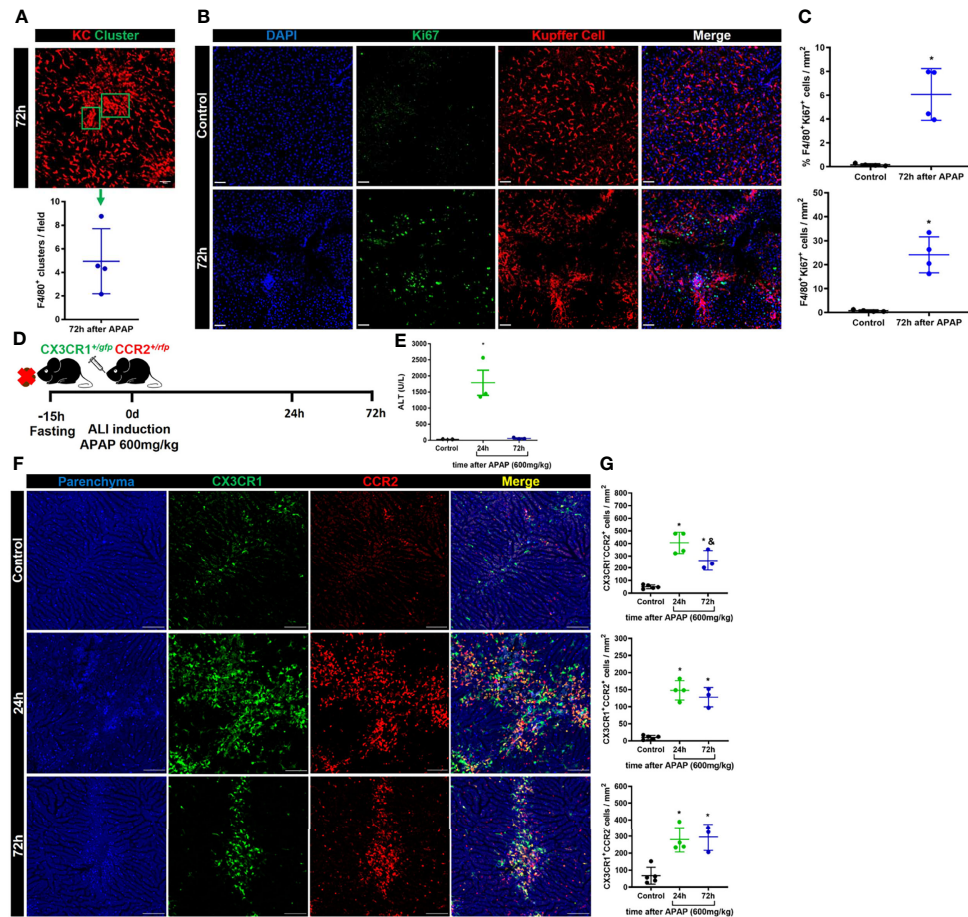 A
KC Cluster
72h
F4/80+ clusters / field
10
8
6
4
2
0
72h after APAP
B
DAPI Ki67 Kupffer Cell Merge
Control
72h
C
% F4/80+Ki67+ cells / mm²
10
8
6
4
2
0
*
Control 72h after APAP
F4/80+Ki67+ cells / mm²
50
40
30
20
10
0
*
Control 72h after APAP
D
CX3CR1+/gfp CCR2+/rfp
-15h 0d 24h 72h
Fasting ALI induction
APAP 600mg/kg
E
ALT (U/L)
3000
2500
2000
1500
1000
500
0
*
Control 24h 72h
time after APAP (600mg/kg)
F
Parenchyma CX3CR1 CCR2 Merge
Control
24h
72h
G
CX3CR1-CCR2+ cells / mm²
800
700
600
500
400
300
200
100
0
* * &
Control 24h 72h
time after APAP (600mg/kg)
CX3CR1+CCR2+ cells / mm²
300
250
200
150
100
50
0
* *
Control 24h 72h
time after APAP (600mg/kg)
CX3CR1+CCR2- cells / mm²
600
500
400
300
200
100
0
* *
Control 24h 72h
time after APAP (600mg/kg)